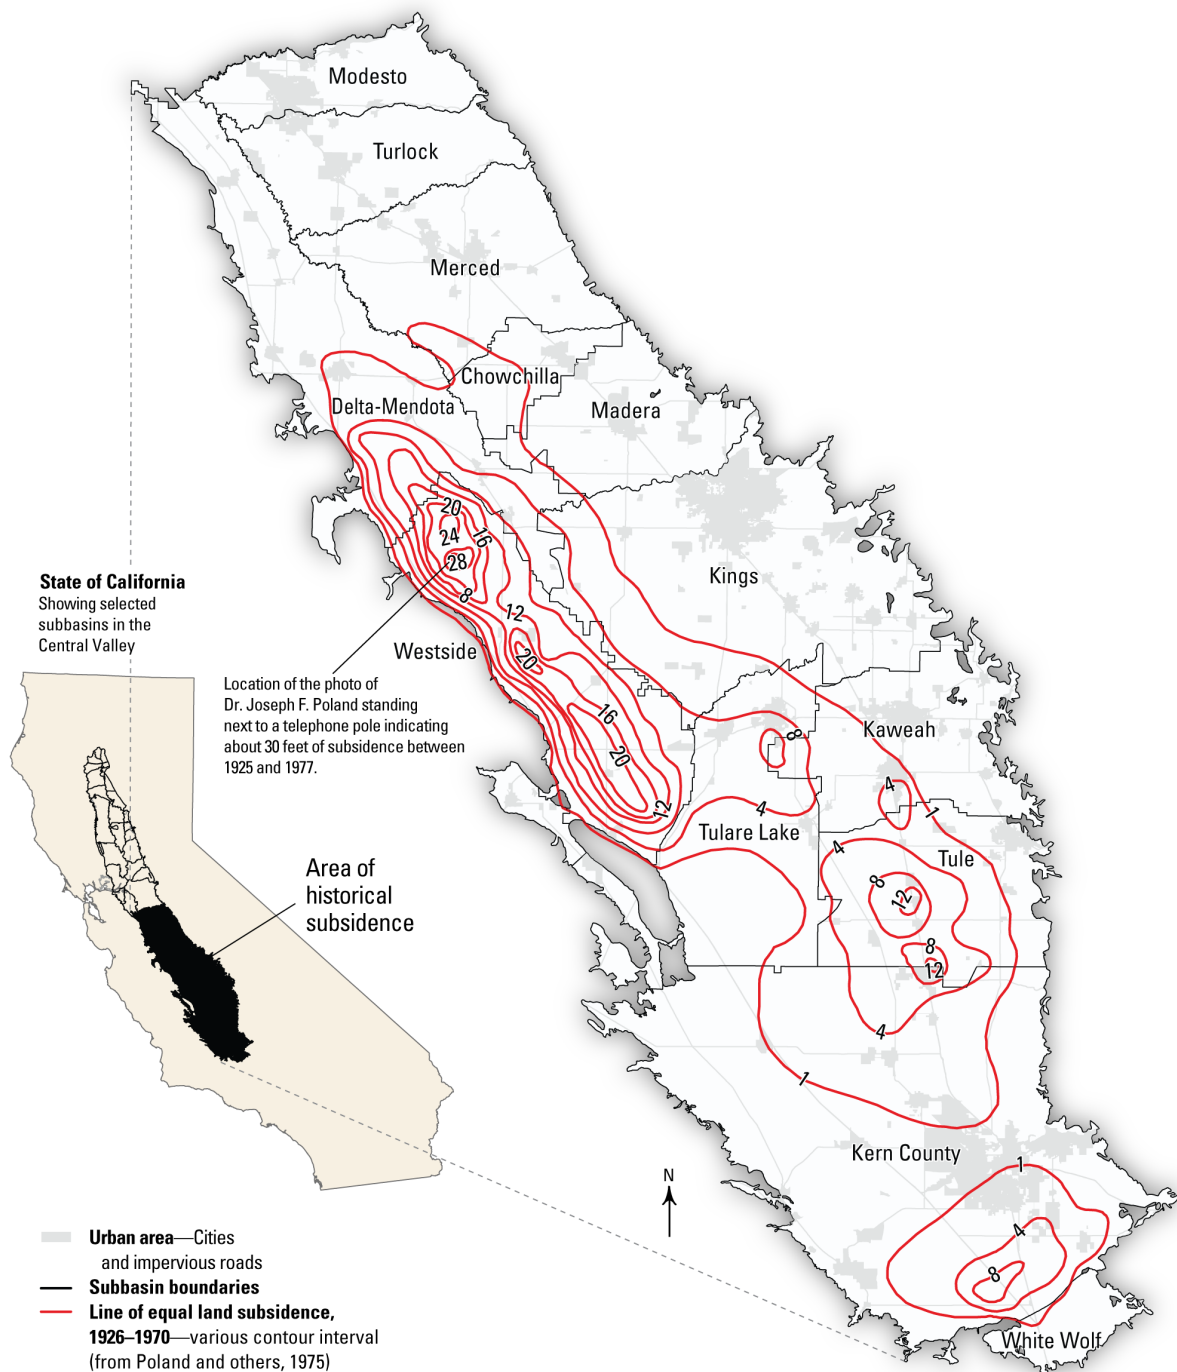 Modesto
Turlock
Merced
Chowchilla
Delta-Mendota
Madera
20
24
16
28
8
12
Kings
State of California
Showing selected
subbasins in the
Central Valley
Westside
20
Location of the photo of
Dr. Joseph F. Poland standing
next to a telephone pole indicating
about 30 feet of subsidence between
1925 and 1977.
16
20
12
8
Kaweah
4
4
1
Tulare Lake
4
Tule
Area of
historical
subsidence
8
12
8
12
4
1
Kern County
N
1
4
8
White Wolf
Urban area—Cities
and impervious roads
Subbasin boundaries
Line of equal land subsidence,
1926–1970—various contour interval
(from Poland and others, 1975)